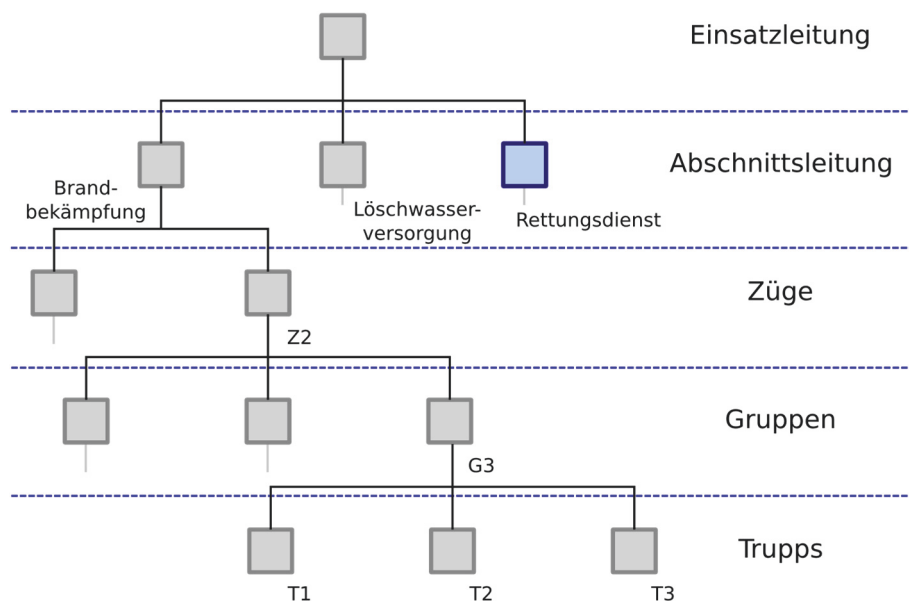 Einsatzleitung
Abschnittsleitung
Brand-
bekämpfung
Löschwasser-
versorgung
Rettungsdienst
Züge
Z2
Gruppen
G3
Trupps
T1
T2
T3